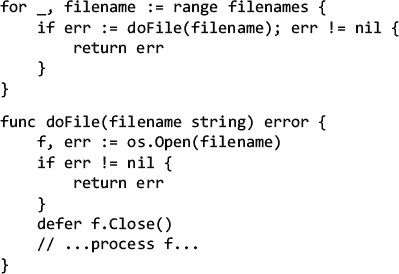 for _, filename := range filenames {
    if err := doFile(filename); err != nil {
        return err
    }
}
func doFile(filename string) error {
    f, err := os.Open(filename)
    if err != nil {
        return err
    }
    defer f.Close()
    // ...process f...
}